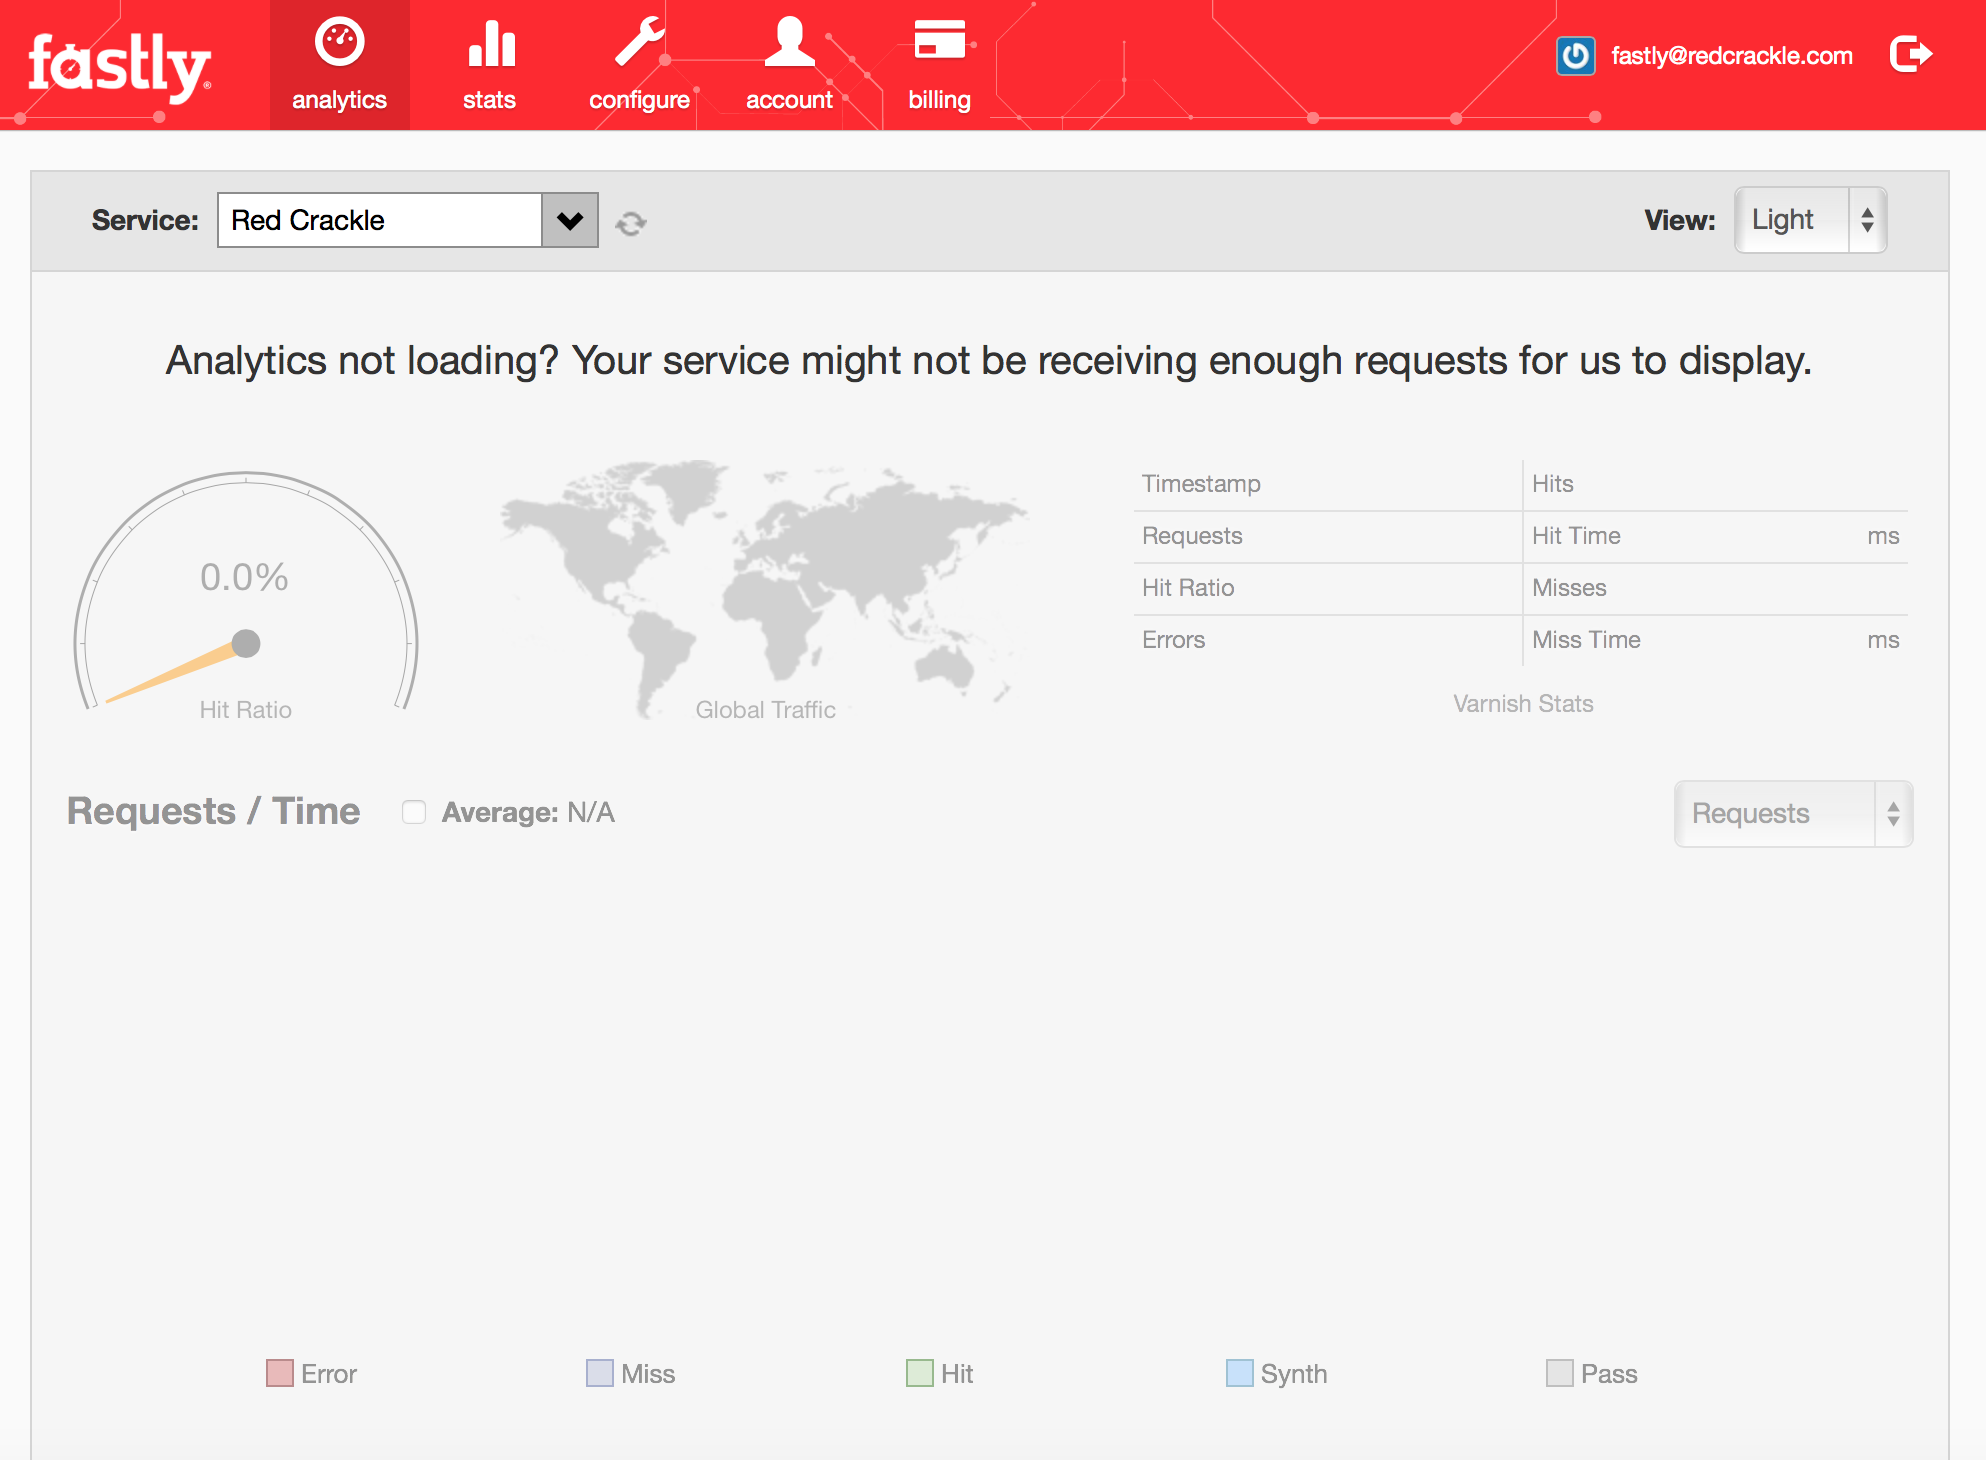 fastly
analytics
stats
configure
account
billing
fastly@redcrackle.com
Service: Red Crackle
View: Light
Analytics not loading? Your service might not be receiving enough requests for us to display.
0.0%
Hit Ratio
Global Traffic
Timestamp Hits
Requests Hit Time ms
Hit Ratio Misses
Errors Miss Time ms
Varnish Stats
Requests / Time Average: N/A Requests
Error Miss Hit Synth Pass